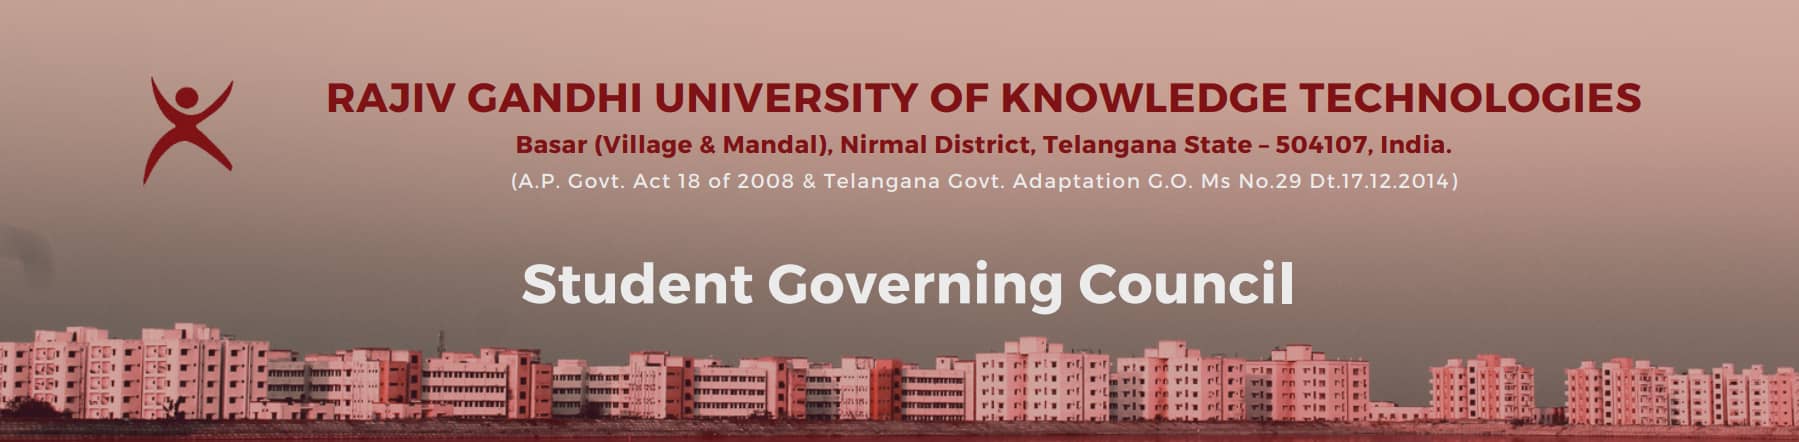 RAJIV GANDHI UNIVERSITY OF KNOWLEDGE TECHNOLOGIES
Basar (Village & Mandal), Nirmal District, Telangana State – 504107, India.
(A.P. Govt. Act 18 of 2008 & Telangana Govt. Adaptation G.O. Ms No.29 Dt.17.12.2014)
Student Governing Council